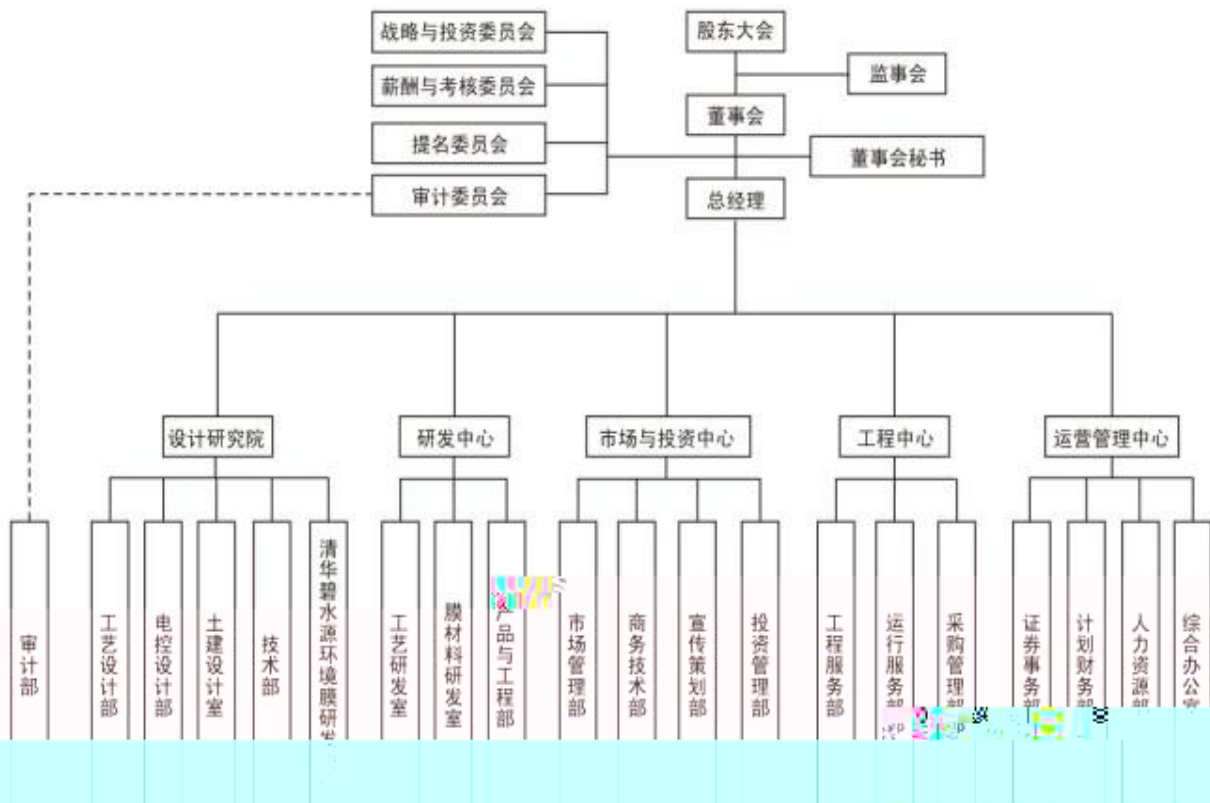 战略与投资委员会
股东大会
监事会
薪酬与考核委员会
董事会
提名委员会
董事会秘书
审计委员会
总经理
设计研究院
研发中心
市场与投资中心
工程中心
运营管理中心
审计部
工艺设计部
电控设计部
土建设计室
技术部
清华碧水源环境膜研发
工艺研发室
膜材料研发室
产品与工程部
市场管理部
商务技术部
宣传策划部
投资管理部
工程服务部
运行服务部
采购管理部
证券事务部
计划财务部
人力资源部
综合办公室